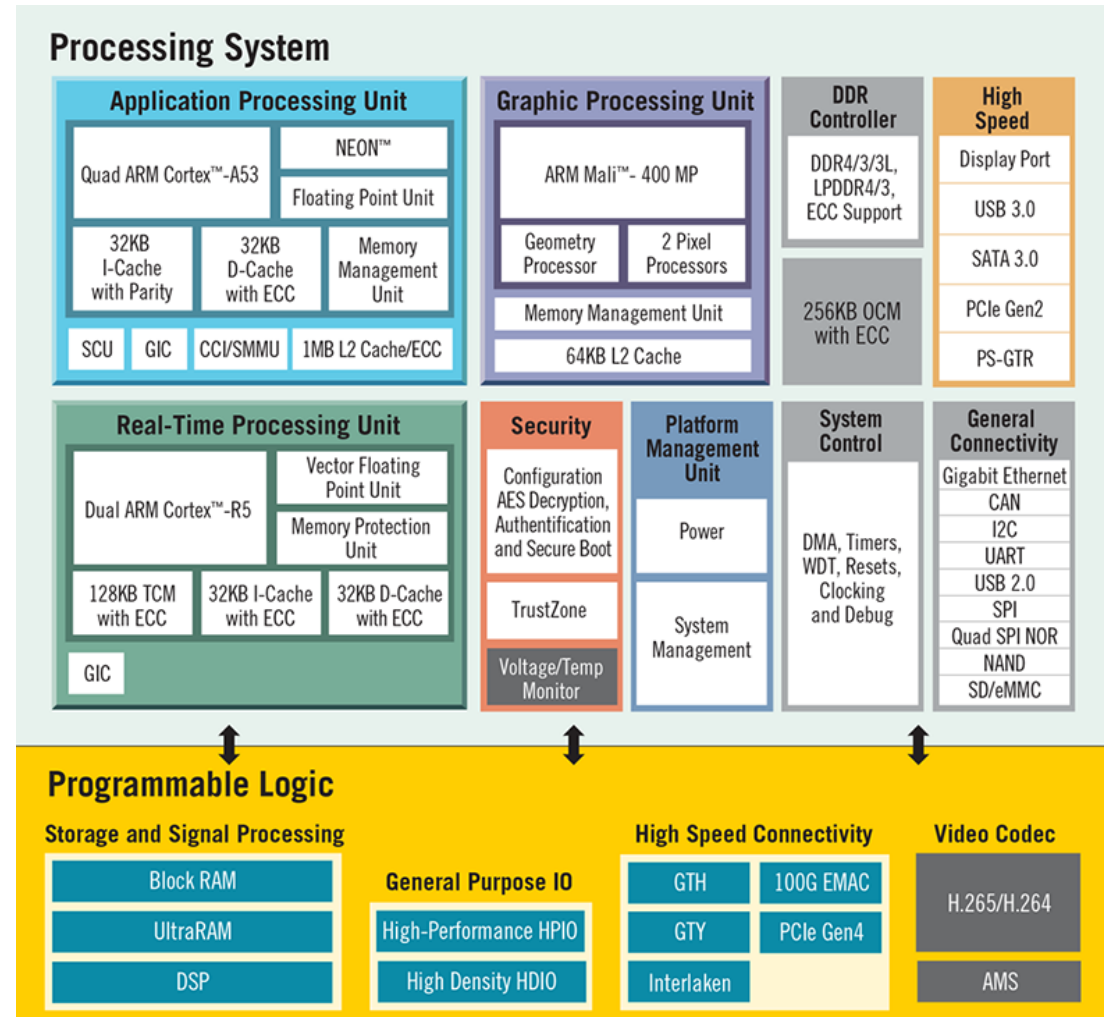 Processing System
Application Processing Unit
Quad ARM Cortex™-A53
NEON™
Floating Point Unit
32KB
I-Cache
with Parity
32KB
D-Cache
with ECC
Memory
Management
Unit
SCU
GIC
CCI/SMMU
1MB L2 Cache/ECC
Graphic Processing Unit
ARM Mali™- 400 MP
Geometry
Processor
2 Pixel
Processors
Memory Management Unit
64KB L2 Cache
DDR
Controller
DDR4/3/3L,
LPDDR4/3,
ECC Support
256KB OCM
with ECC
High
Speed
Display Port
USB 3.0
SATA 3.0
PCIe Gen2
PS-GTR
Real-Time Processing Unit
Dual ARM Cortex™-R5
Vector Floating
Point Unit
Memory Protection
Unit
128KB TCM
with ECC
32KB I-Cache
with ECC
32KB D-Cache
with ECC
GIC
Security
Configuration
AES Decryption,
Authentification
and Secure Boot
TrustZone
Voltage/Temp
Monitor
Platform
Management
Unit
Power
System
Management
System
Control
DMA, Timers,
WDT, Resets,
Clocking
and Debug
General
Connectivity
Gigabit Ethernet
CAN
I2C
UART
USB 2.0
SPI
Quad SPI NOR
NAND
SD/eMMC
Programmable Logic
Storage and Signal Processing
Block RAM
UltraRAM
DSP
General Purpose IO
High-Performance HPIO
High Density HDIO
High Speed Connectivity
GTH
100G EMAC
GTY
PCIe Gen4
Interlaken
Video Codec
H.265/H.264
AMS